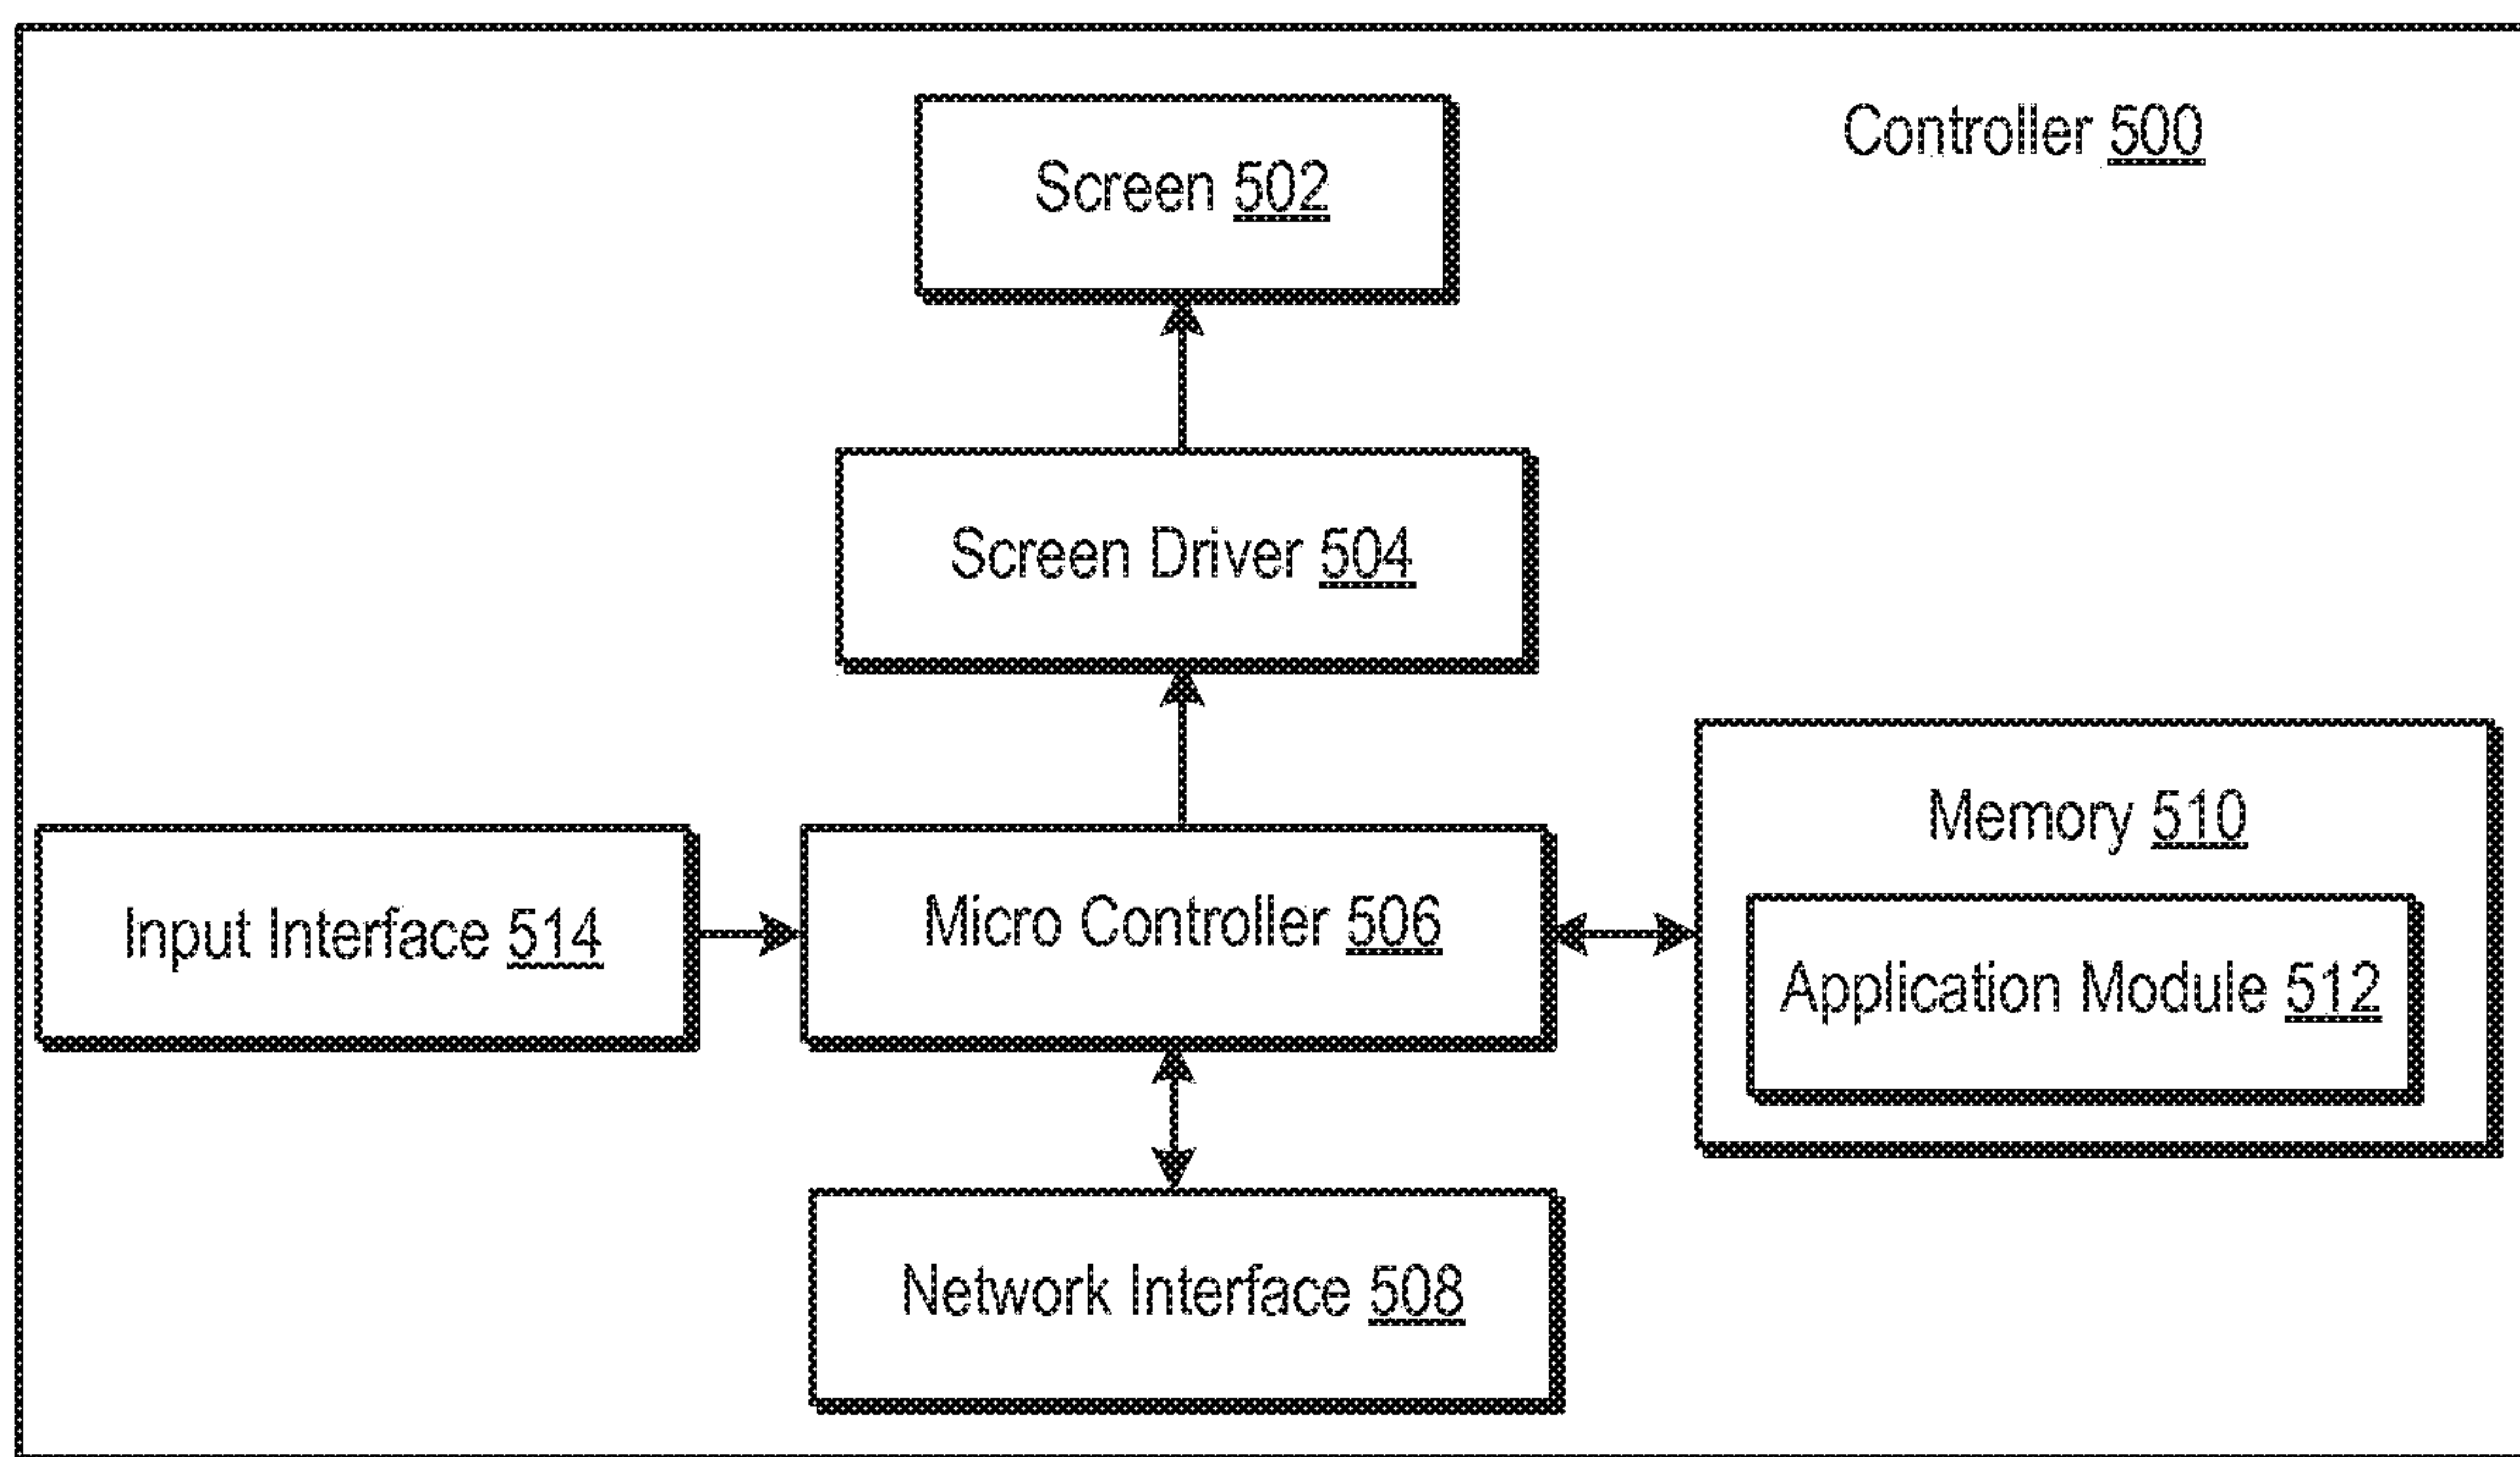 Controller 500
Screen 502
Screen Driver 504
Memory 510
Input Interface 514
Micro Controller 506
Application Module 512
Network Interface 508